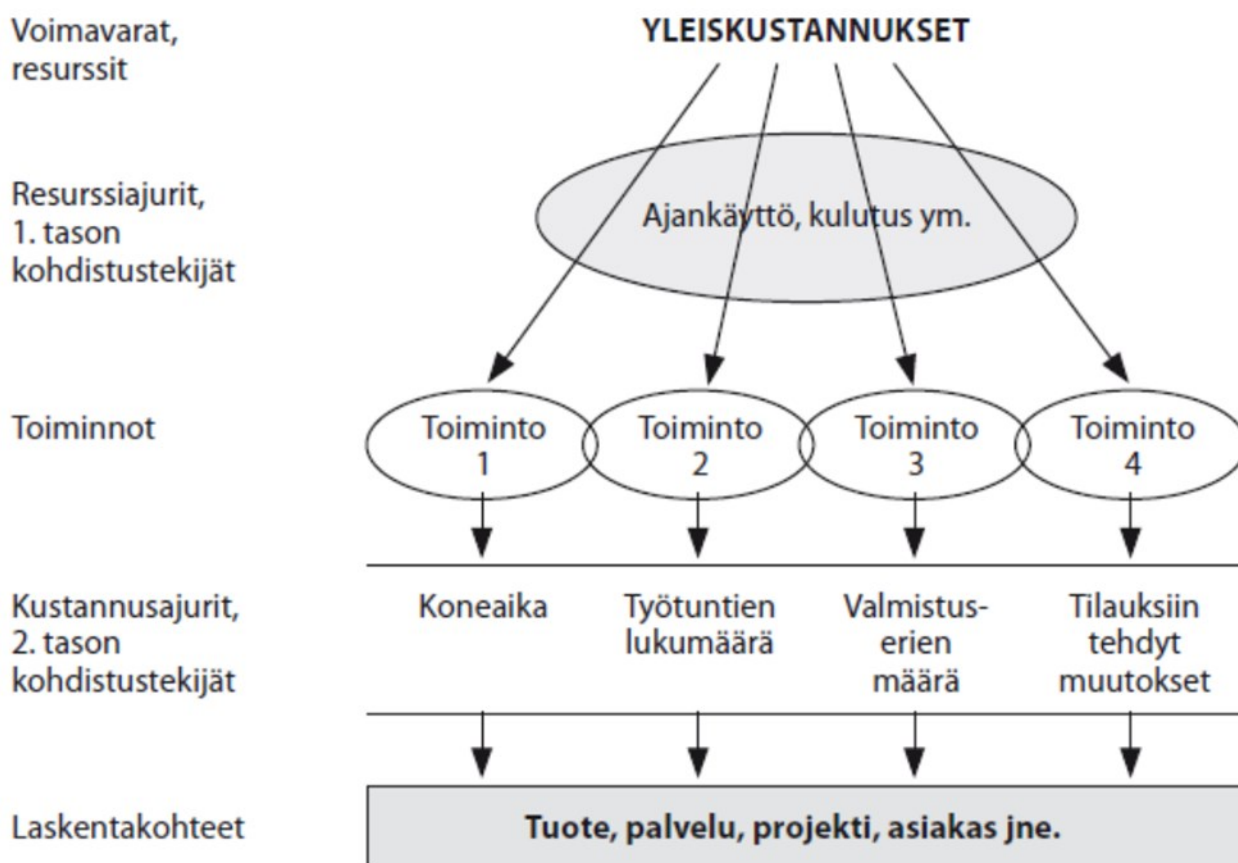 Voimavarat,
resurssit
YLEISKUSTANNUKSET
Resurssiajurit,
1. tason
kohdistustekijät
Ajankäyttö, kulutus ym.
Toiminnot
Toiminto
1
Toiminto
2
Toiminto
3
Toiminto
4
Kustannusajurit,
2. tason
kohdistustekijät
Koneaika
Työtuntien
lukumäärä
Valmistus-
erien
määrä
Tilauksiin
tehdyt
muutokset
Laskentakohteet
Tuote, palvelu, projekti, asiakas jne.